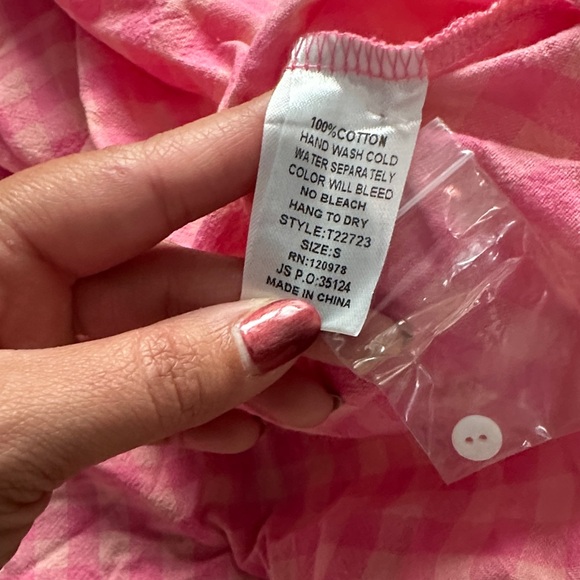 100%COTTON
HAND WASH COLD
WATER SEPARATELY
COLOR WILL BLEED
NO BLEACH
HANG TO DRY
STYLE:T22723
SIZE:S
RN:120978
JS P.O:35124
MADE IN CHINA